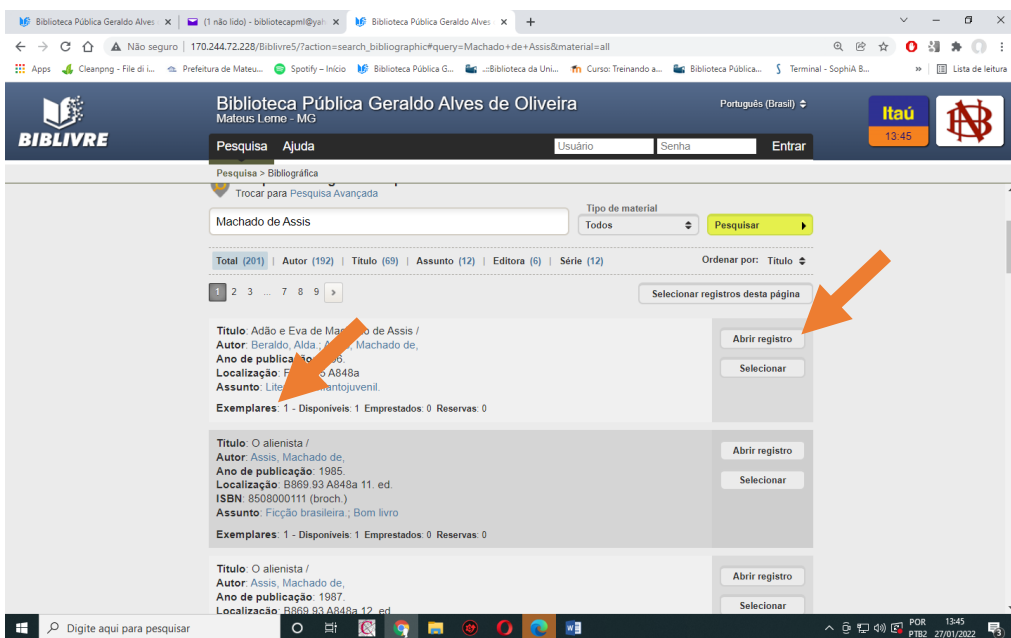 Biblioteca Pública Geraldo Alves
(1 não lido) - bibliotecapml@yah
Biblioteca Pública Geraldo Alves
Não seguro | 170.244.72.228/Biblivre5/?action=search_bibliographic#query=Machado+de+Assis&material=all
Apps Cleanpng - File di i... Prefeitura de Mateu... Spotify – Início Biblioteca Pública G... ..::Biblioteca da Uni... Curso: Treinando a... Biblioteca Pública... Terminal - SophiA B... » Lista de leitura
BIBLIVRE
Biblioteca Pública Geraldo Alves de Oliveira
Mateus Leme - MG
Português (Brasil)
Itaú
13:45
Pesquisa Ajuda Usuário Senha Entrar
Pesquisa > Bibliográfica
Trocar para Pesquisa Avançada
Tipo de material
Machado de Assis Todos Pesquisar
Total (201) | Autor (192) | Título (69) | Assunto (12) | Editora (6) | Série (12) Ordenar por: Título
1 2 3 ... 7 8 9 > Selecionar registros desta página
Título: Adão e Eva de Machado de Assis /
Autor: Beraldo, Alda.; Machado de,
Ano de publicação
Localização: A848a
Assunto:
Exemplares: 1 - Disponíveis: 1 Emprestados: 0 Reservas: 0
Abrir registro
Selecionar
Título: O alienista /
Autor: Assis, Machado de,
Ano de publicação: 1985.
Localização: B869.93 A848a 11. ed.
ISBN: 8508000111 (broch.)
Assunto: Ficção brasileira.; Bom livro
Exemplares: 1 - Disponíveis: 1 Emprestados: 0 Reservas: 0
Abrir registro
Selecionar
Título: O alienista /
Autor: Assis, Machado de,
Ano de publicação: 1987.
Localização: B869.93 A848a 12. ed.
Abrir registro
Selecionar
Digite aqui para pesquisar
POR
PTB2
13:45
27/01/2022